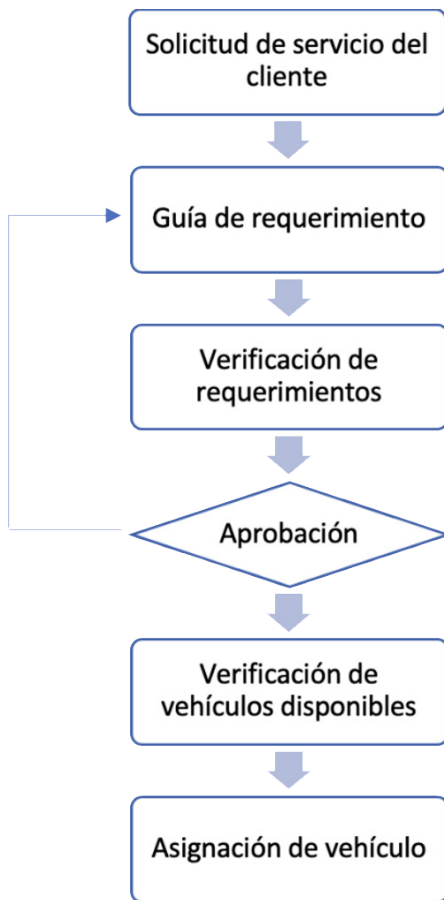 Solicitud de servicio del
cliente
Guía de requerimiento
Verificación de
requerimientos
Aprobación
Verificación de
vehículos disponibles
Asignación de vehículo